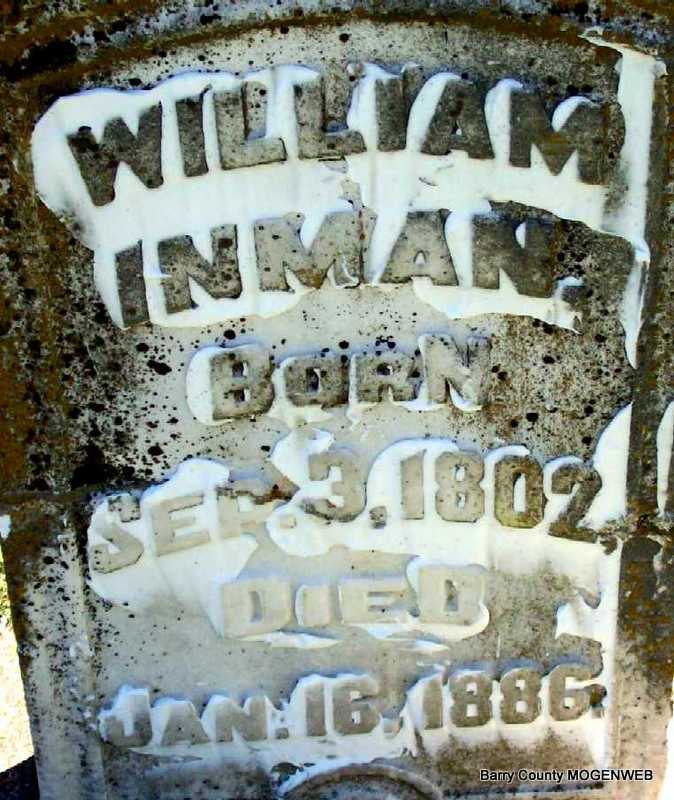 WILLIAM
INMAN.
BORN
SEP. 3, 1802
DIED
JAN. 16, 1886.
Barry County MOGENWEB